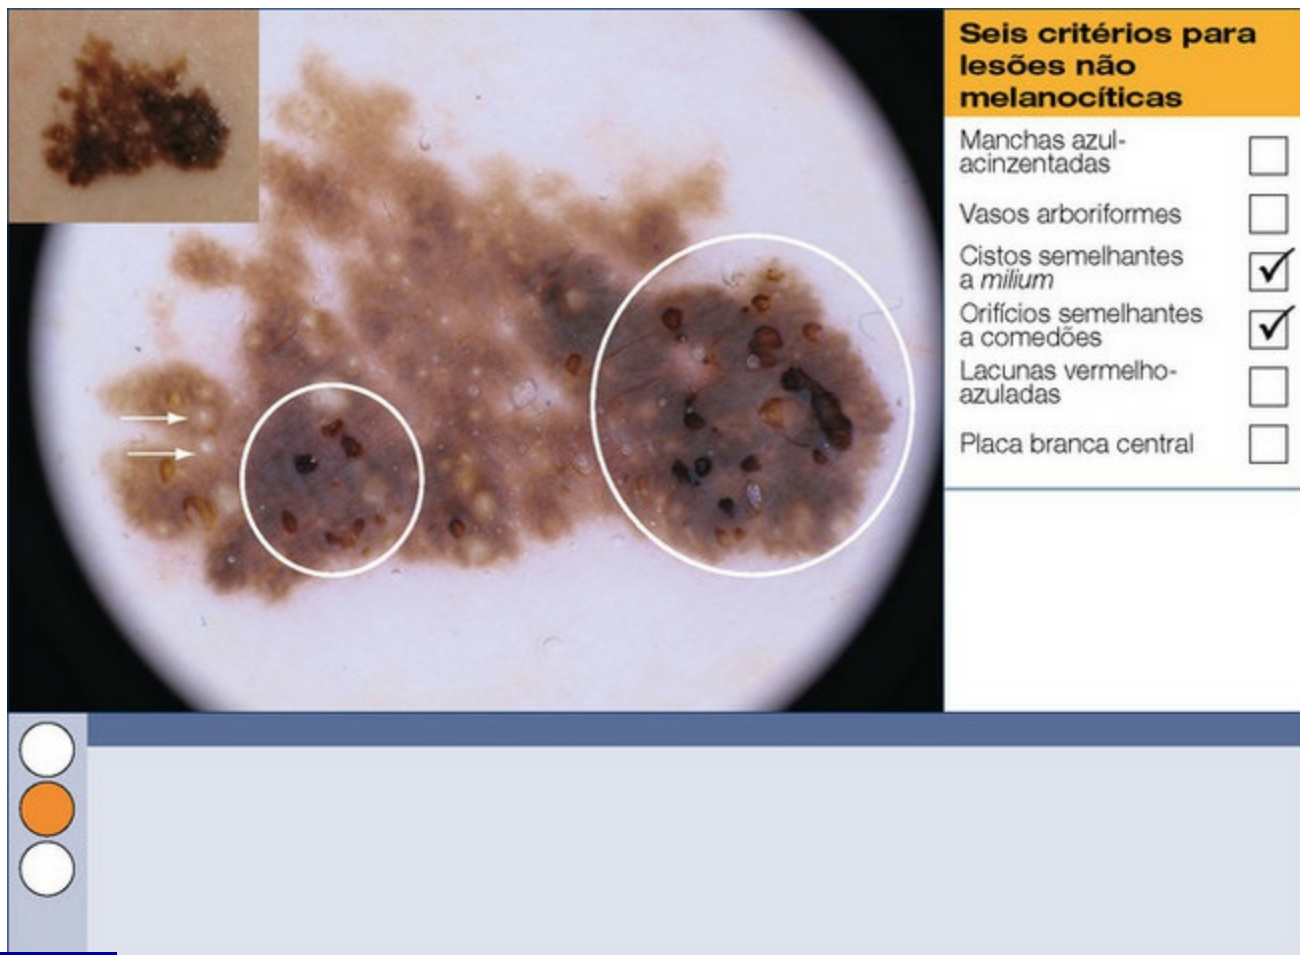 Seis critérios para
lesões não
melanocíticas
Manchas azul-
acinzentadas
Vasos arboriformes
Cistos semelhantes
a milium
Orifícios semelhantes
a comedões
Lacunas vermelho-
azuladas
Placa branca central